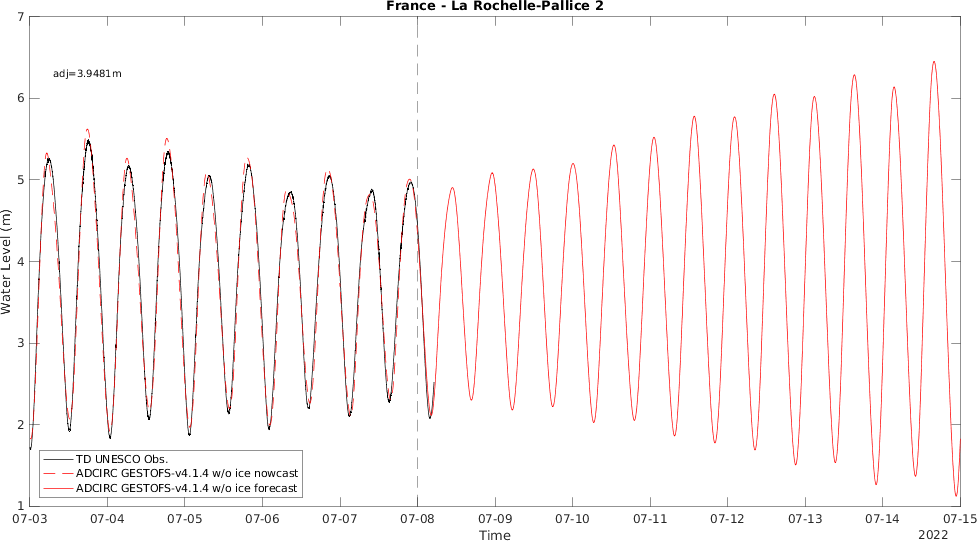 France - La Rochelle-Pallice 2
adj=3.9481m
7
6
5
4
3
2
1
Water Level (m)
TD UNESCO Obs.
ADCIRC GESTOFS-v4.1.4 w/o ice nowcast
ADCIRC GESTOFS-v4.1.4 w/o ice forecast
07-03 07-04 07-05 07-06 07-07 07-08 07-09 07-10 07-11 07-12 07-13 07-14 07-15
Time
2022